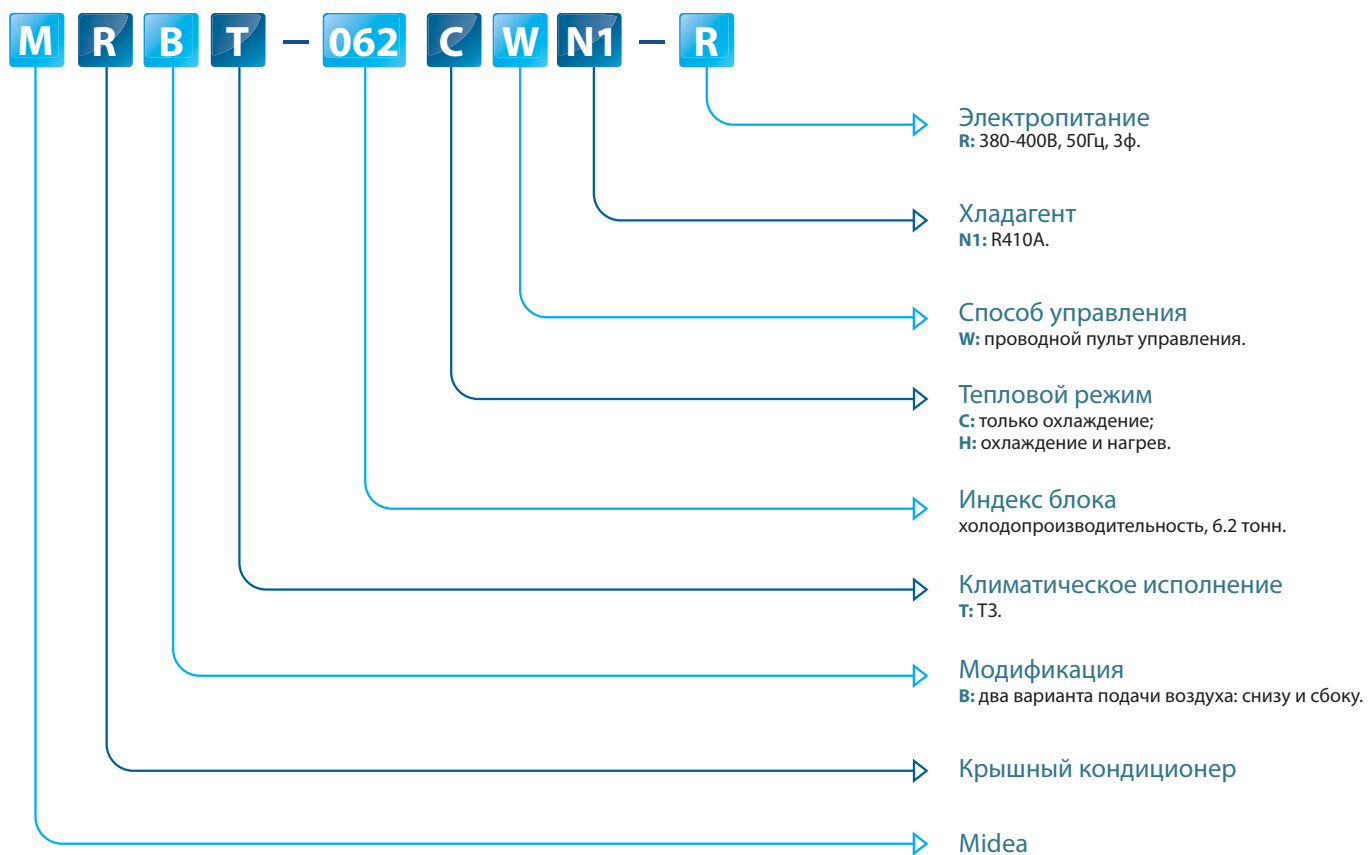 M R B T – 062 C W N1 – R
Электропитание
R: 380-400В, 50Гц, 3ф.
Хладагент
N1: R410A.
Способ управления
W: проводной пульт управления.
Тепловой режим
C: только охлаждение;
H: охлаждение и нагрев.
Индекс блока
холодопроизводительность, 6.2 тонн.
Климатическое исполнение
T: T3.
Модификация
B: два варианта подачи воздуха: снизу и сбоку.
Крышный кондиционер
Midea